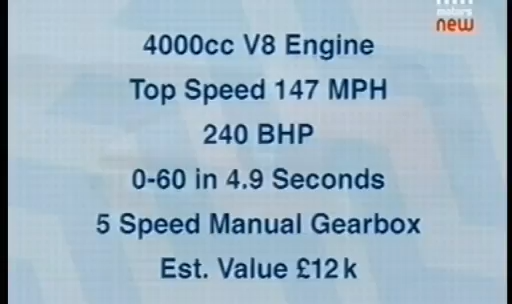 motors
new
4000cc V8 Engine
Top Speed 147 MPH
240 BHP
0-60 in 4.9 Seconds
5 Speed Manual Gearbox
Est. Value £12k